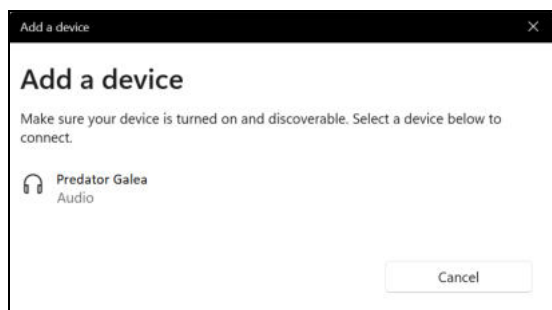 Add a device
Add a device
Make sure your device is turned on and discoverable. Select a device below to
connect.
Predator Galea
Audio
Cancel